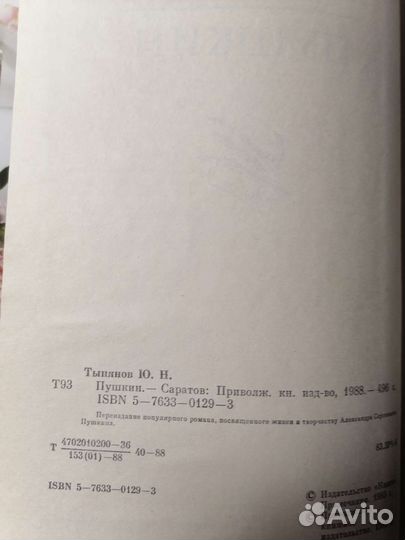 Тынянов Ю. Н.
Т93 Пушкин.— Саратов: Приволж. кн. изд-во, 1988.— 496 с.
ISBN 5—7633—0129—3
Переиздание популярного романа, посвященного жизни и творчеству Александра Сергеевича
Пушкина.
Т 4702010200—36
153(01)—88 40—88
ISBN 5—7633—0129—3
© Издательство
Avito